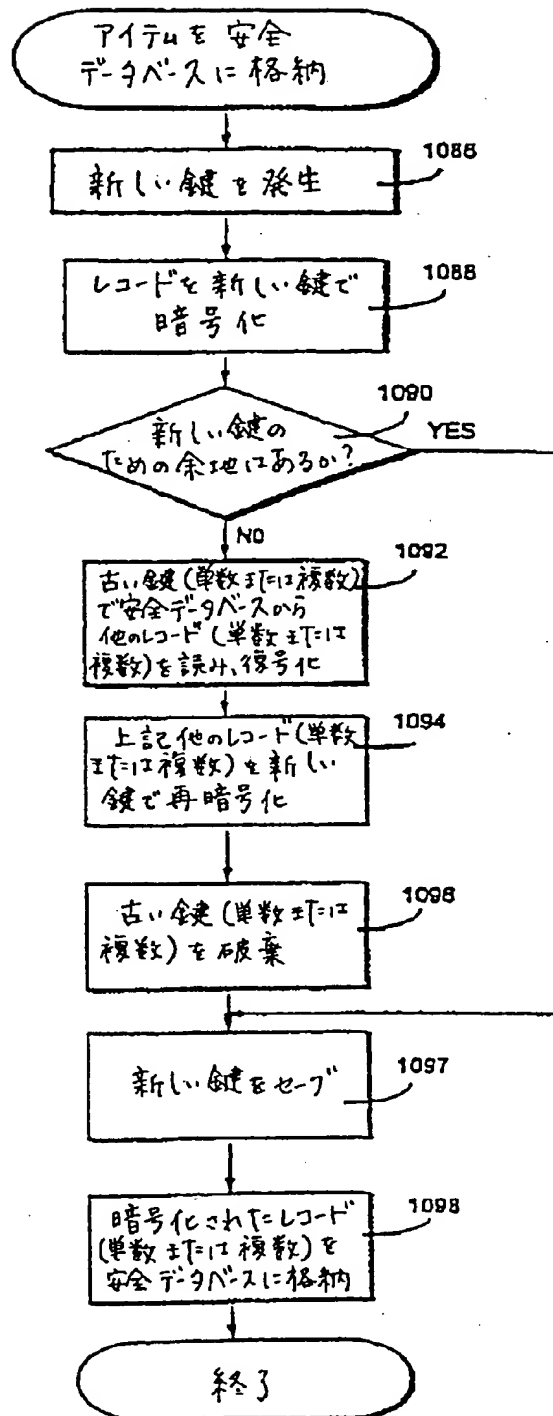 アイテムを安全
データベースに格納
1086
新しい鍵を発生
1088
レコードを新しい鍵で
暗号化
1090
新しい鍵の
ための余地はあるか?
YES
NO
1092
古い鍵(単数または複数)
で安全データベースから
他のレコード(単数または
複数)を読み、復号化
1094
上記他のレコード(単数
または複数)を新しい
鍵で再暗号化
1096
古い鍵(単数または
複数)を破棄
1097
新しい鍵をセーブ
1098
暗号化されたレコード
(単数または複数)を
安全データベースに格納
終了